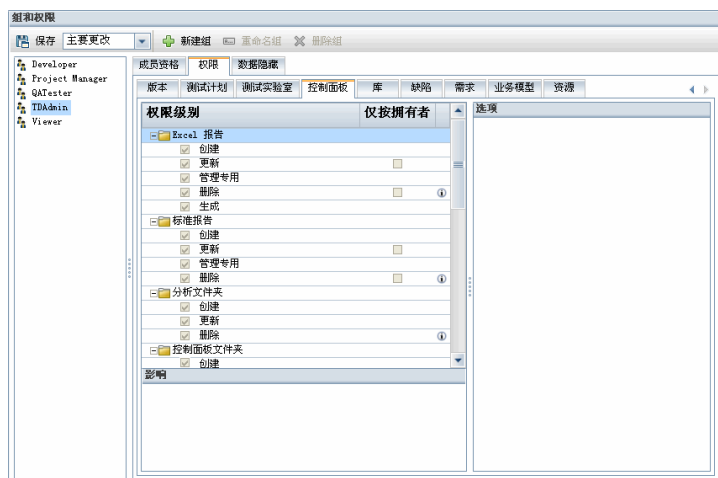 组和权限
保存 主要更改 新建组 重命名组 删除组
Developer
Project Manager
QATester
TDAdmin
Viewer
成员资格 权限 数据隐藏
版本 测试计划 测试实验室 控制面板 库 缺陷 需求 业务模型 资源
权限级别 仅按拥有者
Excel 报告
创建
更新
管理专用
删除
生成
标准报告
创建
更新
管理专用
删除
分析文件夹
创建
更新
删除
控制面板文件夹
创建
影响
选项